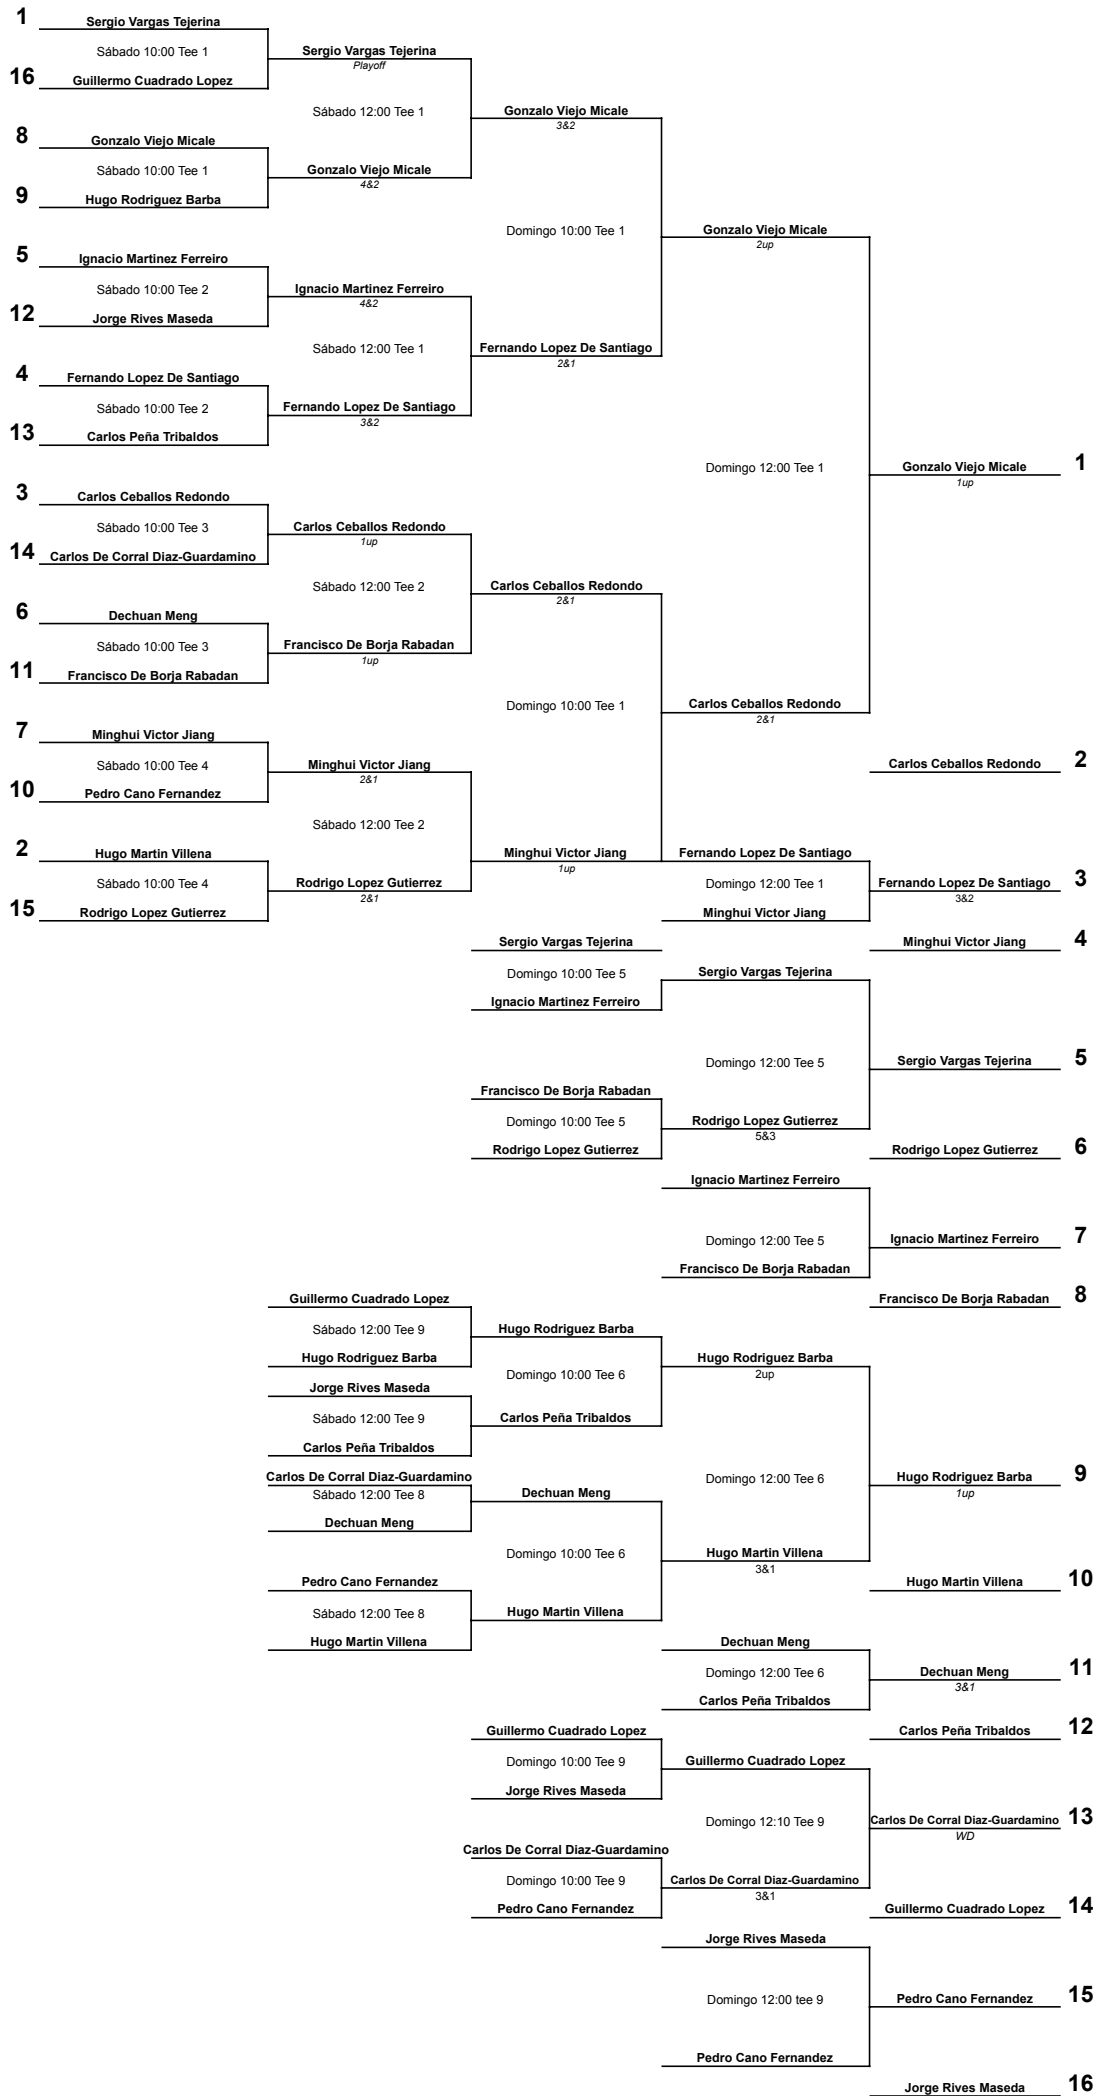 1 Sergio Vargas Tejerina
Sábado 10:00 Tee 1
Sergio Vargas Tejerina
Playoff
16 Guillermo Cuadrado Lopez
Sábado 12:00 Tee 1
Gonzalo Viejo Micale
3&2
8 Gonzalo Viejo Micale
Sábado 10:00 Tee 1
Gonzalo Viejo Micale
4&2
9 Hugo Rodriguez Barba
Domingo 10:00 Tee 1
Gonzalo Viejo Micale
2up
5 Ignacio Martinez Ferreiro
Sábado 10:00 Tee 2
Ignacio Martinez Ferreiro
4&2
12 Jorge Rives Maseda
Sábado 12:00 Tee 1
Fernando Lopez De Santiago
2&1
4 Fernando Lopez De Santiago
Sábado 10:00 Tee 2
Fernando Lopez De Santiago
3&2
13 Carlos Peña Tribaldos
Domingo 12:00 Tee 1
Gonzalo Viejo Micale 1
1up
3 Carlos Ceballos Redondo
Sábado 10:00 Tee 3
Carlos Ceballos Redondo
1up
14 Carlos De Corral Diaz-Guardamino
Sábado 12:00 Tee 2
Carlos Ceballos Redondo
2&1
6 Dechuan Meng
Sábado 10:00 Tee 3
Francisco De Borja Rabadan
1up
11 Francisco De Borja Rabadan
Domingo 10:00 Tee 1
Carlos Ceballos Redondo
2&1
7 Minghui Victor Jiang
Sábado 10:00 Tee 4
Minghui Victor Jiang
2&1
Carlos Ceballos Redondo 2
10 Pedro Cano Fernandez
Sábado 12:00 Tee 2
2 Hugo Martin Villena
Minghui Victor Jiang
1up
Fernando Lopez De Santiago
Sábado 10:00 Tee 4
Rodrigo Lopez Gutierrez
2&1
Domingo 12:00 Tee 1
Fernando Lopez De Santiago 3
3&2
15 Rodrigo Lopez Gutierrez
Minghui Victor Jiang
Sergio Vargas Tejerina
Minghui Victor Jiang 4
Domingo 10:00 Tee 5
Sergio Vargas Tejerina
Ignacio Martinez Ferreiro
Domingo 12:00 Tee 5
Sergio Vargas Tejerina 5
Francisco De Borja Rabadan
Domingo 10:00 Tee 5
Rodrigo Lopez Gutierrez
5&3
Rodrigo Lopez Gutierrez
Rodrigo Lopez Gutierrez 6
Ignacio Martinez Ferreiro
Domingo 12:00 Tee 5
Ignacio Martinez Ferreiro 7
Francisco De Borja Rabadan
Guillermo Cuadrado Lopez
Francisco De Borja Rabadan 8
Sábado 12:00 Tee 9
Hugo Rodriguez Barba
Hugo Rodriguez Barba
Domingo 10:00 Tee 6
Hugo Rodriguez Barba
2up
Jorge Rives Maseda
Sábado 12:00 Tee 9
Carlos Peña Tribaldos
Carlos Peña Tribaldos
Carlos De Corral Diaz-Guardamino
Domingo 12:00 Tee 6
Hugo Rodriguez Barba 9
1up
Sábado 12:00 Tee 8
Dechuan Meng
Dechuan Meng
Domingo 10:00 Tee 6
Hugo Martin Villena
3&1
Pedro Cano Fernandez
Hugo Martin Villena 10
Sábado 12:00 Tee 8
Hugo Martin Villena
Hugo Martin Villena
Dechuan Meng
Domingo 12:00 Tee 6
Dechuan Meng 11
3&1
Carlos Peña Tribaldos
Guillermo Cuadrado Lopez
Carlos Peña Tribaldos 12
Domingo 10:00 Tee 9
Guillermo Cuadrado Lopez
Jorge Rives Maseda
Domingo 12:10 Tee 9
Carlos De Corral Diaz-Guardamino 13
WD
Carlos De Corral Diaz-Guardamino
Domingo 10:00 Tee 9
Carlos De Corral Diaz-Guardamino
3&1
Pedro Cano Fernandez
Guillermo Cuadrado Lopez 14
Jorge Rives Maseda
Domingo 12:00 tee 9
Pedro Cano Fernandez 15
Pedro Cano Fernandez
Jorge Rives Maseda 16